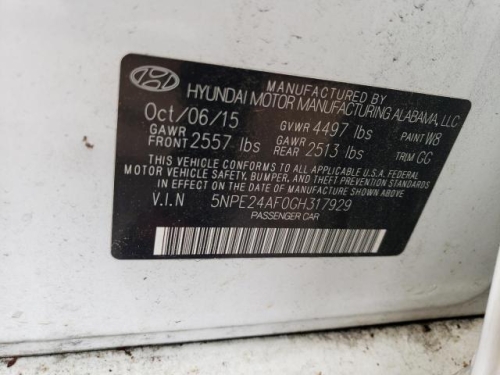 MANUFACTURED BY
HYUNDAI MOTOR MANUFACTURING ALABAMA, LLC
Oct/06/15 GVWR 4497 lbs PAINT W8
GAWR FRONT 2557 lbs GAWR REAR 2513 lbs TRIM GG
THIS VEHICLE CONFORMS TO ALL APPLICABLE U.S.A FEDERAL
MOTOR VEHICLE SAFETY, BUMPER, AND THEFT PREVENTION STANDARDS
IN EFFECT ON THE DATE OF MANUFACTURE SHOWN ABOVE.
V.I.N 5NPE24AF0GH317929
PASSENGER CAR